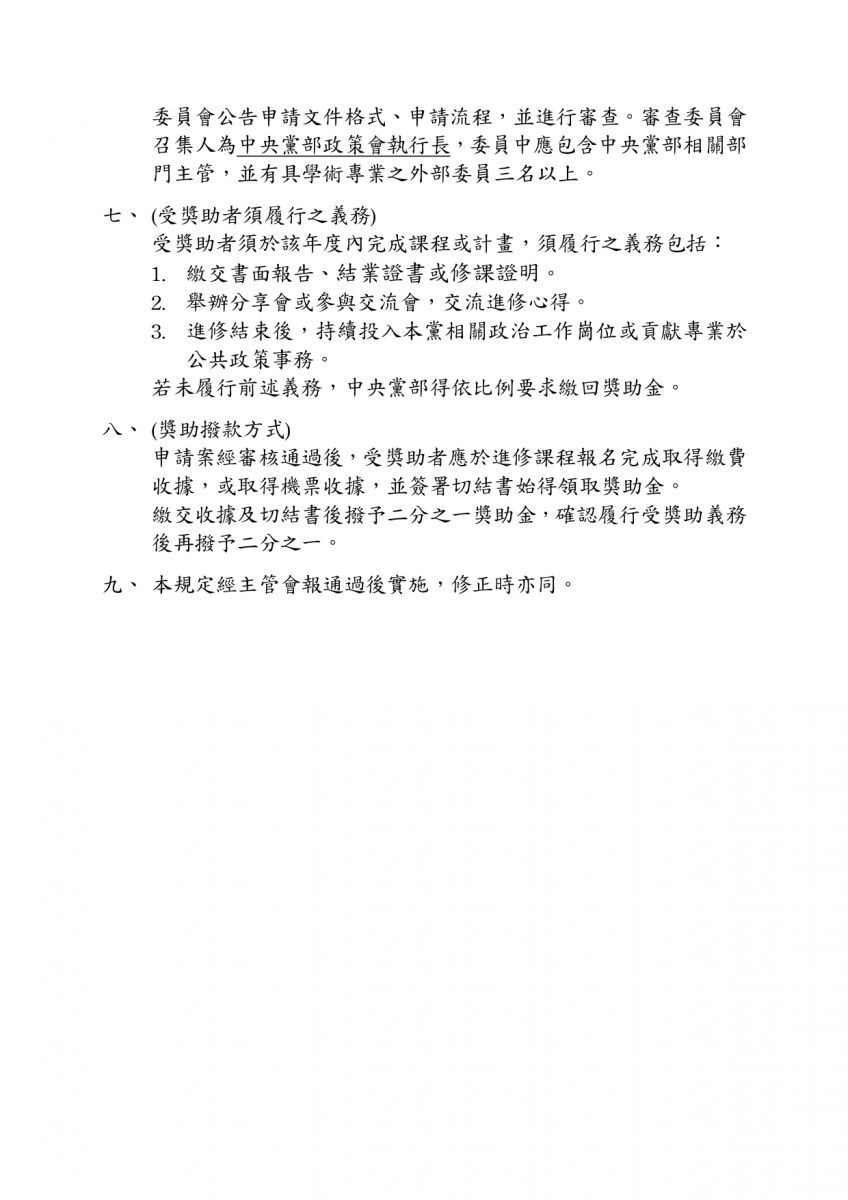 委員會公告申請文件格式、申請流程，並進行審查。審查委員會
召集人為中央黨部政策會執行長，委員中應包含中央黨部相關部
門主管，並有具學術專業之外部委員三名以上。
七、 (受獎助者須履行之義務)
受獎助者須於該年度內完成課程或計畫，須履行之義務包括：
1. 繳交書面報告、結業證書或修課證明。
2. 舉辦分享會或參與交流會，交流進修心得。
3. 進修結束後，持續投入本黨相關政治工作崗位或貢獻專業於
公共政策事務。
若未履行前述義務，中央黨部得依比例要求繳回獎助金。
八、 (獎助撥款方式)
申請案經審核通過後，受獎助者應於進修課程報名完成取得繳費
收據，或取得機票收據，並簽署切結書始得領取獎助金。
繳交收據及切結書後撥予二分之一獎助金，確認履行受獎助義務
後再撥予二分之一。
九、 本規定經主管會報通過後實施，修正時亦同。